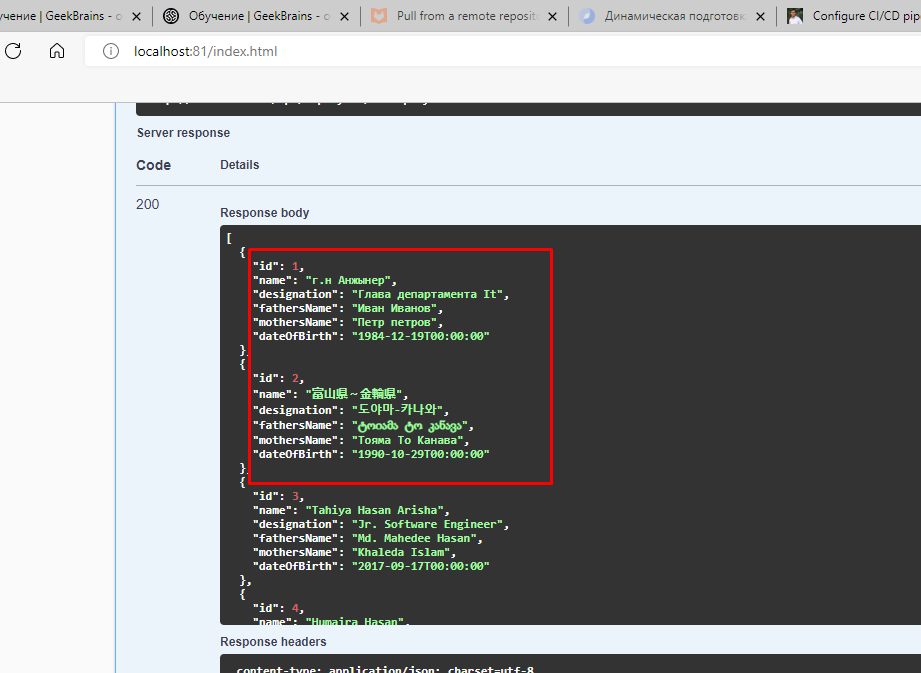 учение | GeekBrains - о
Обучение | GeekBrains - о
Pull from a remote reposito
Динамическая подготовка
Configure CI/CD pip
localhost:81/index.html
Server response
Code
Details
200
Response body
[
{
"id": 1,
"name": "г.н Анжынер",
"designation": "Глава департамента It",
"fathersName": "Иван Иванов",
"mothersName": "Петр петров",
"dateOfBirth": "1984-12-19T00:00:00"
},
{
"id": 2,
"name": "富山県～金輪県",
"designation": "도야마-카나와",
"fathersName": "ტოიამა ტო კანავა",
"mothersName": "Тояма То Канава",
"dateOfBirth": "1990-10-29T00:00:00"
},
{
"id": 3,
"name": "Tahiya Hasan Arisha",
"designation": "Jr. Software Engineer",
"fathersName": "Md. Mahedee Hasan",
"mothersName": "Khaleda Islam",
"dateOfBirth": "2017-09-17T00:00:00"
},
{
"id": 4,
"name": "Humaira Hasan",
Response headers
content-type: application/json; charset=utf-8